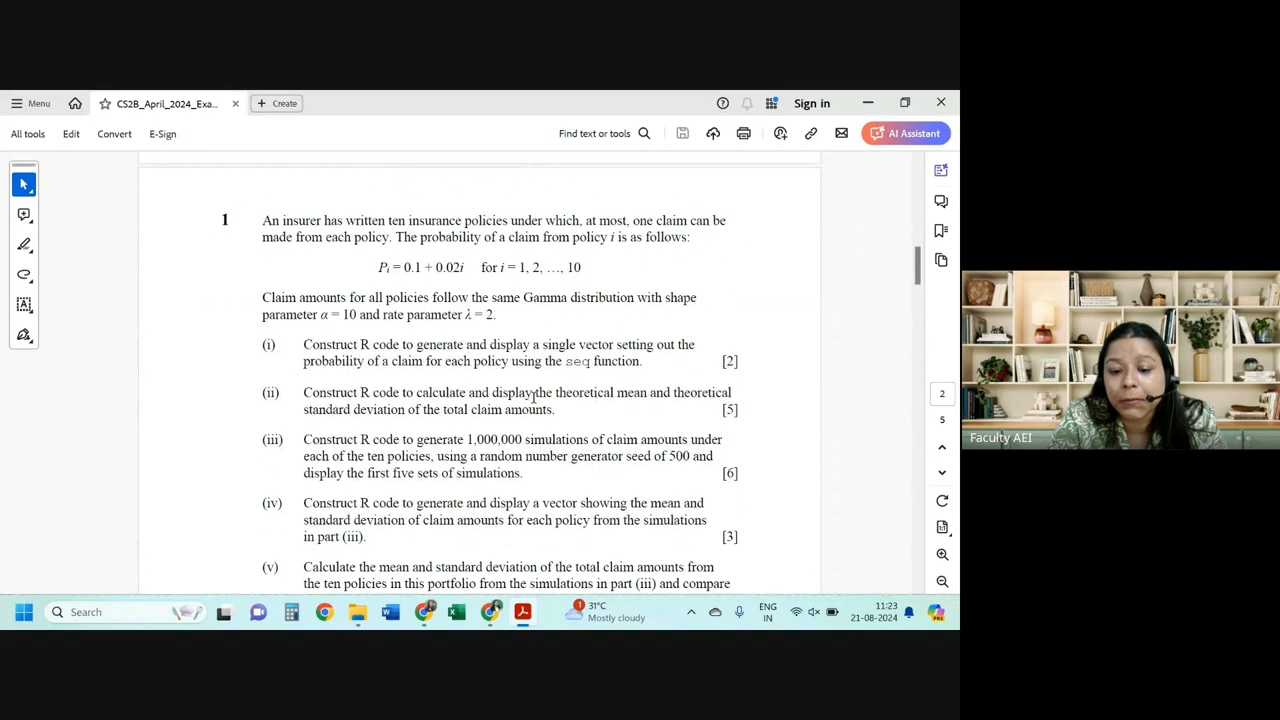 Menu
CS2B_April_2024_Exa...
Create
Sign in
All tools
Edit
Convert
E-Sign
Find text or tools
AI Assistant
1 An insurer has written ten insurance policies under which, at most, one claim can be
made from each policy. The probability of a claim from policy i is as follows:
Pi = 0.1 + 0.02i for i = 1, 2, …, 10
Claim amounts for all policies follow the same Gamma distribution with shape
parameter α = 10 and rate parameter λ = 2.
(i) Construct R code to generate and display a single vector setting out the
probability of a claim for each policy using the seq function. [2]
(ii) Construct R code to calculate and display the theoretical mean and theoretical
standard deviation of the total claim amounts. [5]
(iii) Construct R code to generate 1,000,000 simulations of claim amounts under
each of the ten policies, using a random number generator seed of 500 and
display the first five sets of simulations. [6]
(iv) Construct R code to generate and display a vector showing the mean and
standard deviation of claim amounts for each policy from the simulations
in part (iii). [3]
(v) Calculate the mean and standard deviation of the total claim amounts from
the ten policies in this portfolio from the simulations in part (iii) and compare
2
5
Faculty AEI
Search
1
31°C
Mostly cloudy
ENG
IN
11:23
21-08-2024